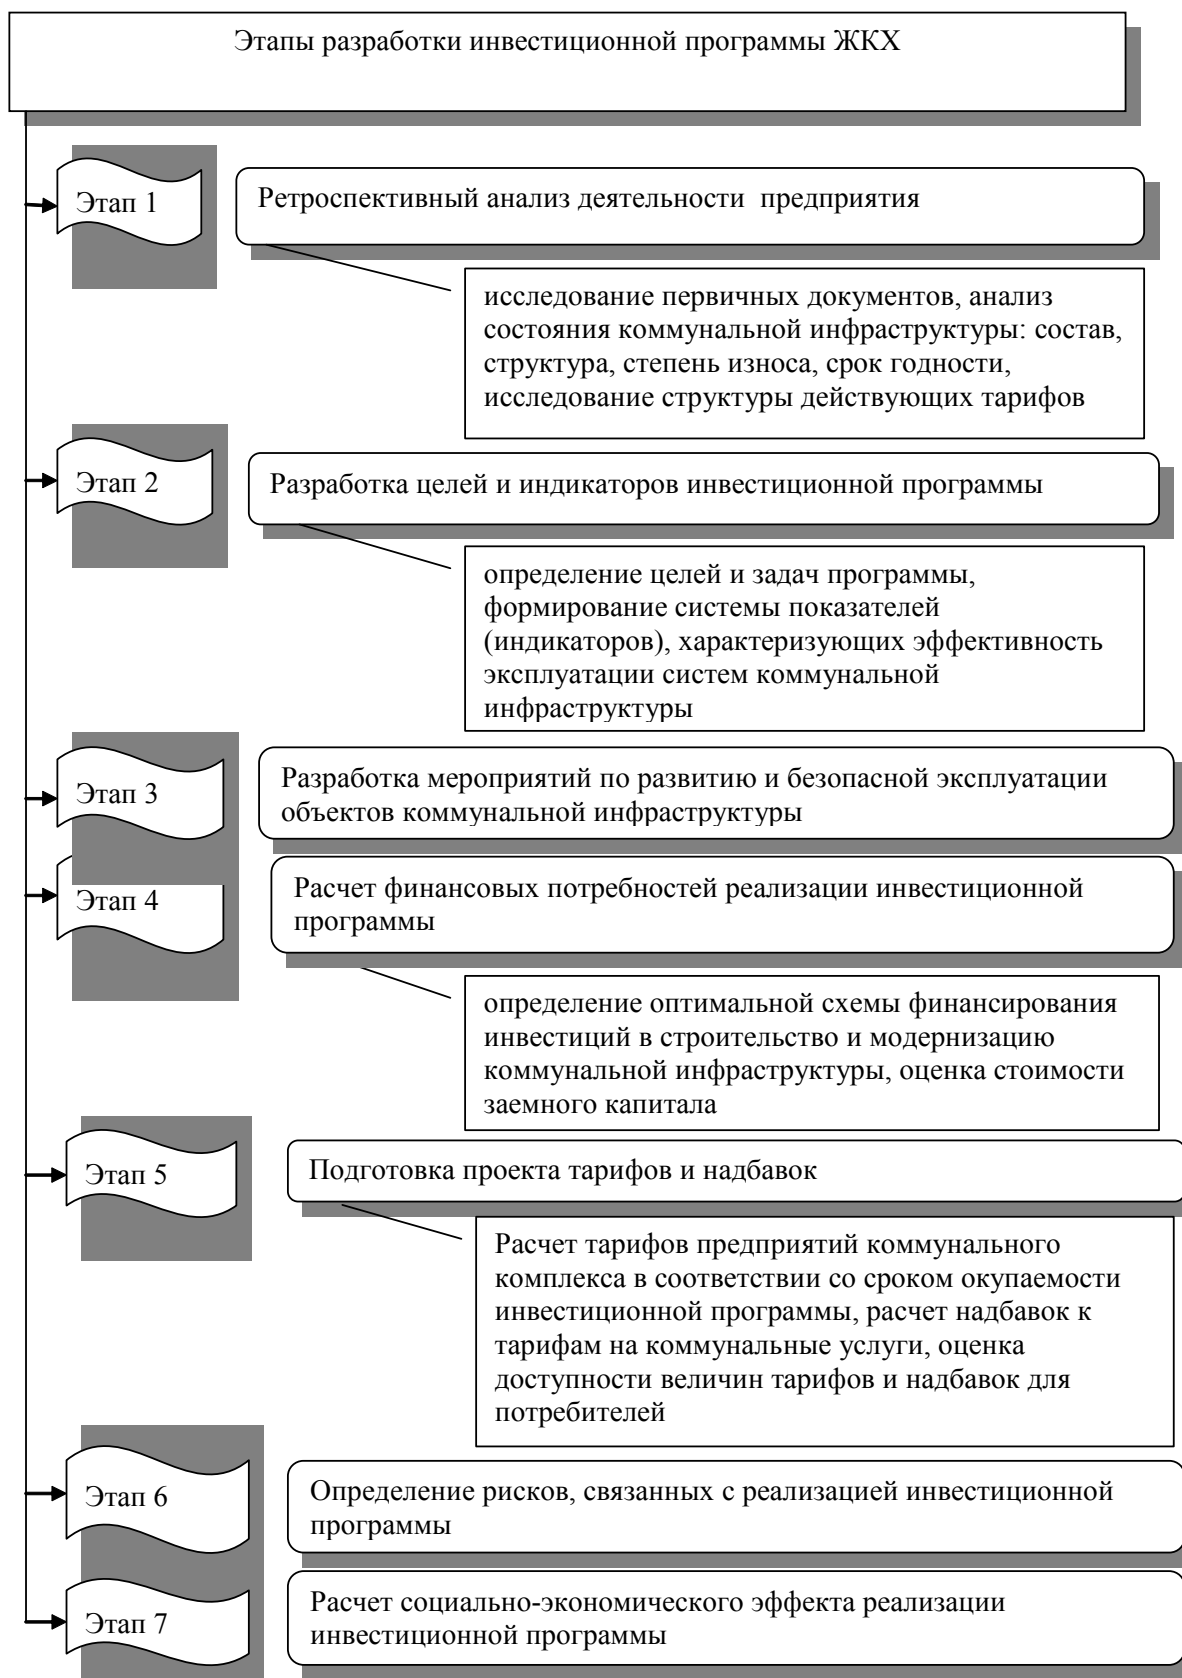 Этапы разработки инвестиционной программы ЖКХ
Этап 1
Ретроспективный анализ деятельности предприятия
исследование первичных документов, анализ
состояния коммунальной инфраструктуры: состав,
структура, степень износа, срок годности,
исследование структуры действующих тарифов
Этап 2
Разработка целей и индикаторов инвестиционной программы
определение целей и задач программы,
формирование системы показателей
(индикаторов), характеризующих эффективность
эксплуатации систем коммунальной
инфраструктуры
Этап 3
Разработка мероприятий по развитию и безопасной эксплуатации
объектов коммунальной инфраструктуры
Этап 4
Расчет финансовых потребностей реализации инвестиционной
программы
определение оптимальной схемы финансирования
инвестиций в строительство и модернизацию
коммунальной инфраструктуры, оценка стоимости
заемного капитала
Этап 5
Подготовка проекта тарифов и надбавок
Расчет тарифов предприятий коммунального
комплекса в соответствии со сроком окупаемости
инвестиционной программы, расчет надбавок к
тарифам на коммунальные услуги, оценка
доступности величин тарифов и надбавок для
потребителей
Этап 6
Определение рисков, связанных с реализацией инвестиционной
программы
Этап 7
Расчет социально-экономического эффекта реализации
инвестиционной программы